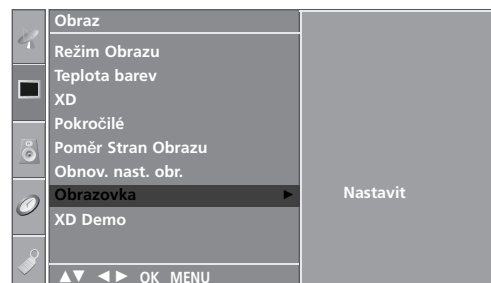 Obraz
Režim Obrazu
Teplota barev
XD
Pokročilé
Poměr Stran Obrazu
Obnov. nast. obr.
Obrazovka ► Nastavit
XD Demo
▲▼ ◄► OK MENU